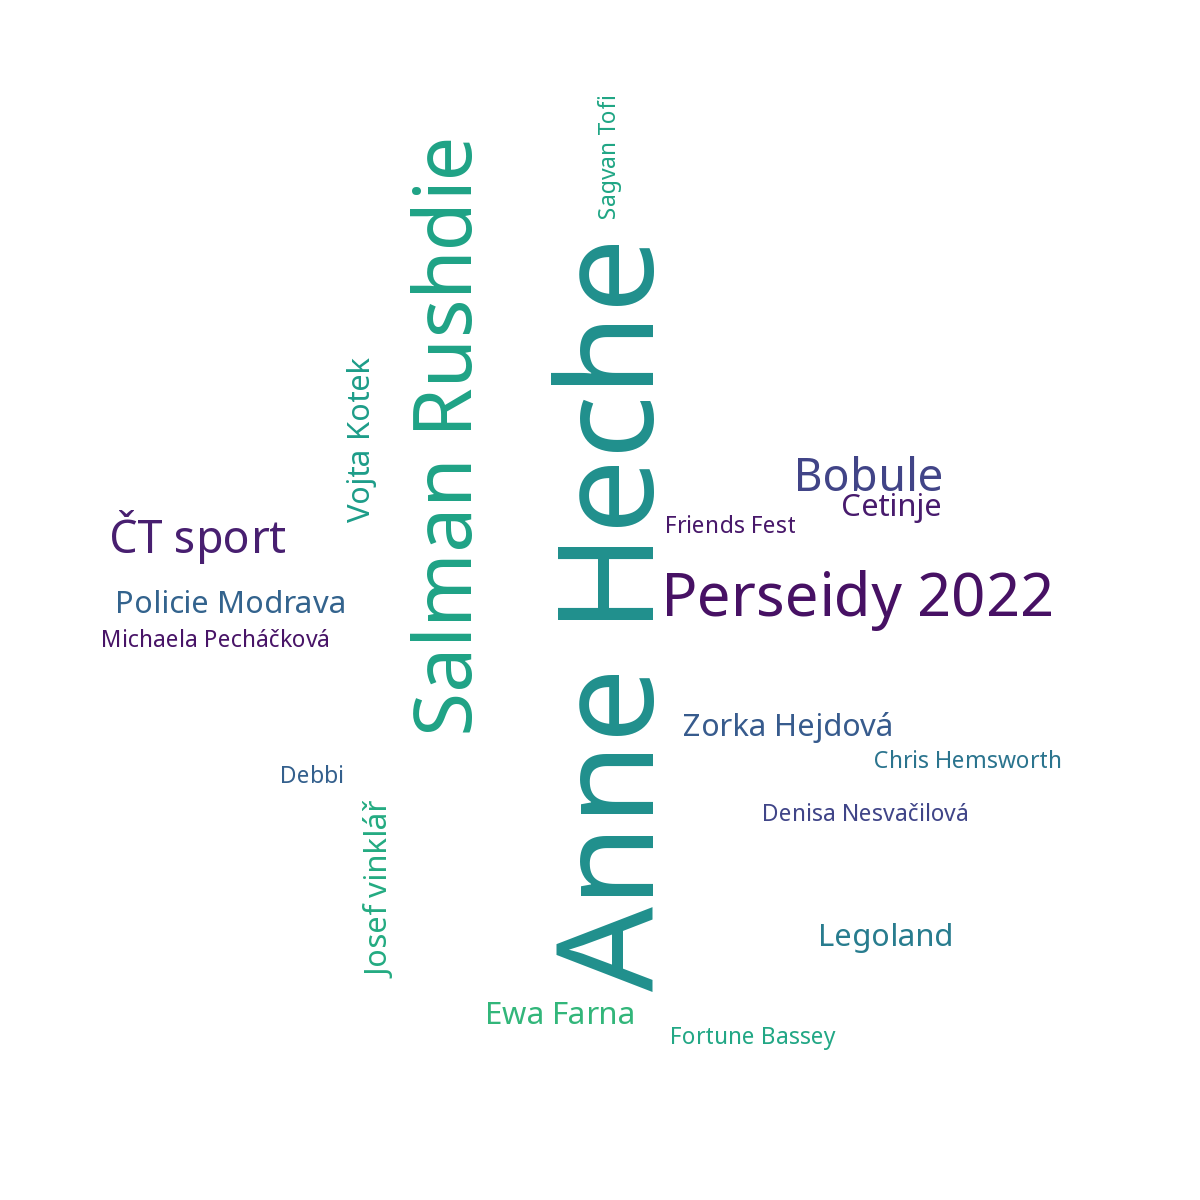 Sagvan Tofi
Salman Rushdie
Anne Heche
Vojta Kotek
Bobule
Cetinje
ČT sport
Friends Fest
Perseidy 2022
Policie Modrava
Michaela Pecháčková
Zorka Hejdová
Chris Hemsworth
Debbi
Denisa Nesvačilová
Josef vinklář
Legoland
Ewa Farna
Fortune Bassey